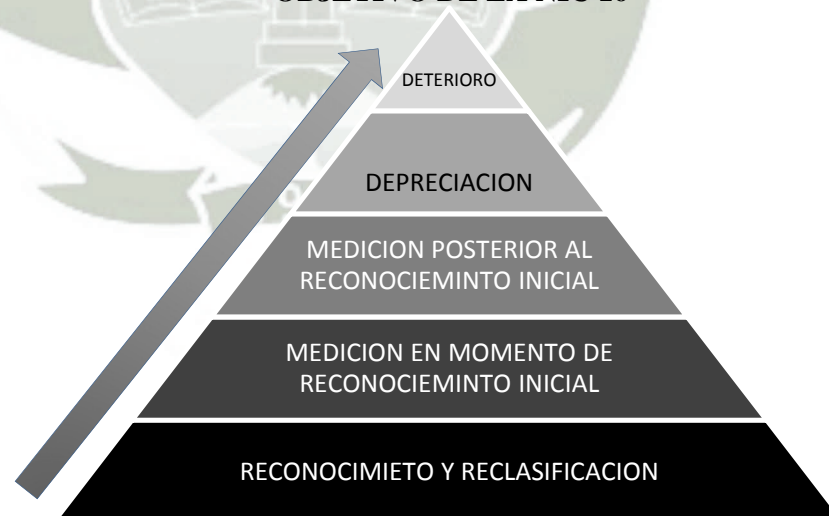 DETERIORO
DEPRECIACION
MEDICION POSTERIOR AL
RECONOCIEMINTO INICIAL
MEDICION EN MOMENTO DE
RECONOCIEMINTO INICIAL
RECONOCIMIETO Y RECLASIFICACION